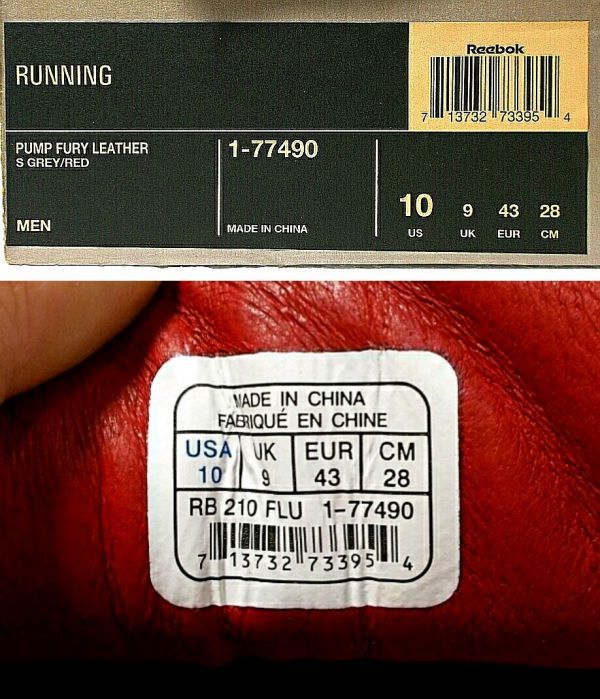 RUNNING
Reebok
7 13732 73395 4
PUMP FURY LEATHER
S GREY/RED
MEN
1-77490
MADE IN CHINA
10 9 43 28
US UK EUR CM
MADE IN CHINA
FABRIQUÉ EN CHINE
USA UK EUR CM
10 9 43 28
RB 210 FLU 1-77490
7 13732 73395 4